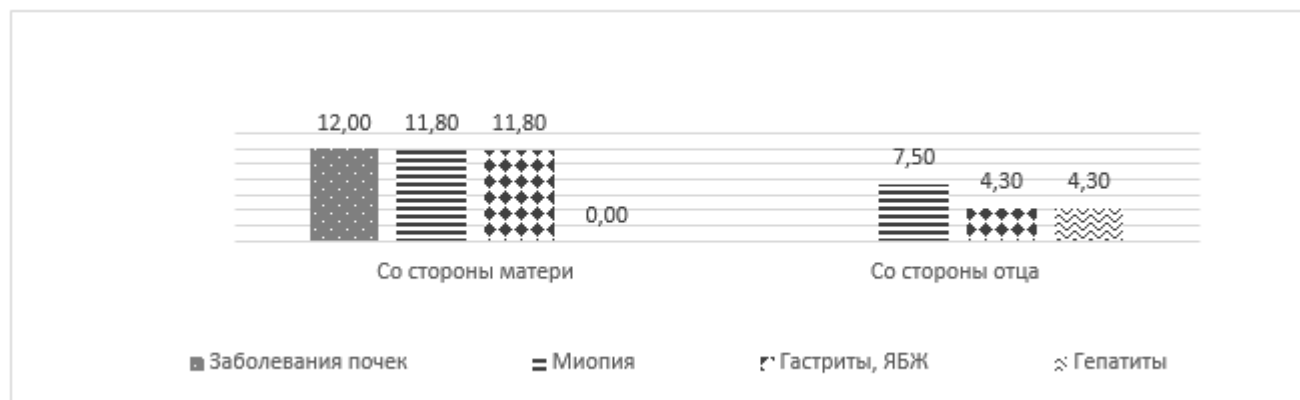 12,00 11,80 11,80
7,50
4,30 4,30
0,00
Со стороны матери Со стороны отца
Заболевания почек Миопия Гастриты, ЯБЖ Гепатиты